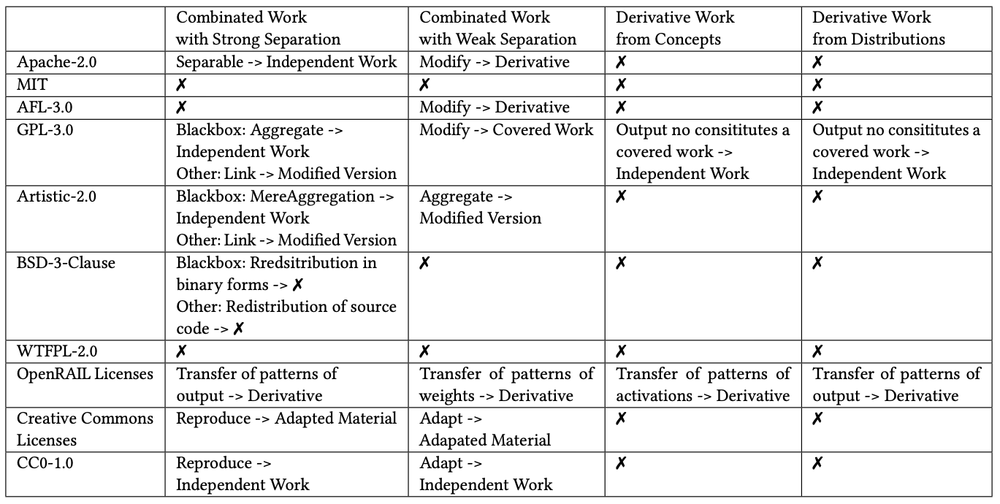 Combinated Work
with Strong Separation
Combinated Work
with Weak Separation
Derivative Work
from Concepts
Derivative Work
from Distributions
Apache-2.0
Separable -> Independent Work
Modify -> Derivative
✗
✗
MIT
✗
✗
✗
✗
AFL-3.0
✗
Modify -> Derivative
✗
✗
GPL-3.0
Blackbox: Aggregate ->
Independent Work
Other: Link -> Modified Version
Modify -> Covered Work
Output no consititutes a
covered work ->
Independent Work
Output no consititutes a
covered work ->
Independent Work
Artistic-2.0
Blackbox: MereAggregation ->
Independent Work
Other: Link -> Modified Version
Aggregate ->
Modified Version
✗
✗
BSD-3-Clause
Blackbox: Rredsitribution in
binary forms -> ✗
Other: Redistribution of source
code -> ✗
✗
✗
✗
WTFPL-2.0
✗
✗
✗
✗
OpenRAIL Licenses
Transfer of patterns of
output -> Derivative
Transfer of patterns of
weights -> Derivative
Transfer of patterns of
activations -> Derivative
Transfer of patterns of
output -> Derivative
Creative Commons
Licenses
Reproduce -> Adapted Material
Adapt ->
Adapated Material
✗
✗
CC0-1.0
Reproduce ->
Independent Work
Adapt ->
Independent Work
✗
✗